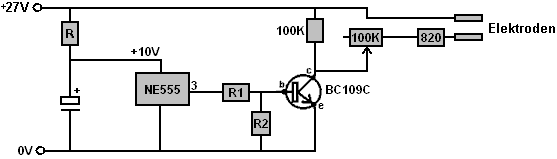 +27V
R
100K
100K
820
Elektroden
+10V
c
NE555
3
R1
b
BC109C
+
R2
e
0V